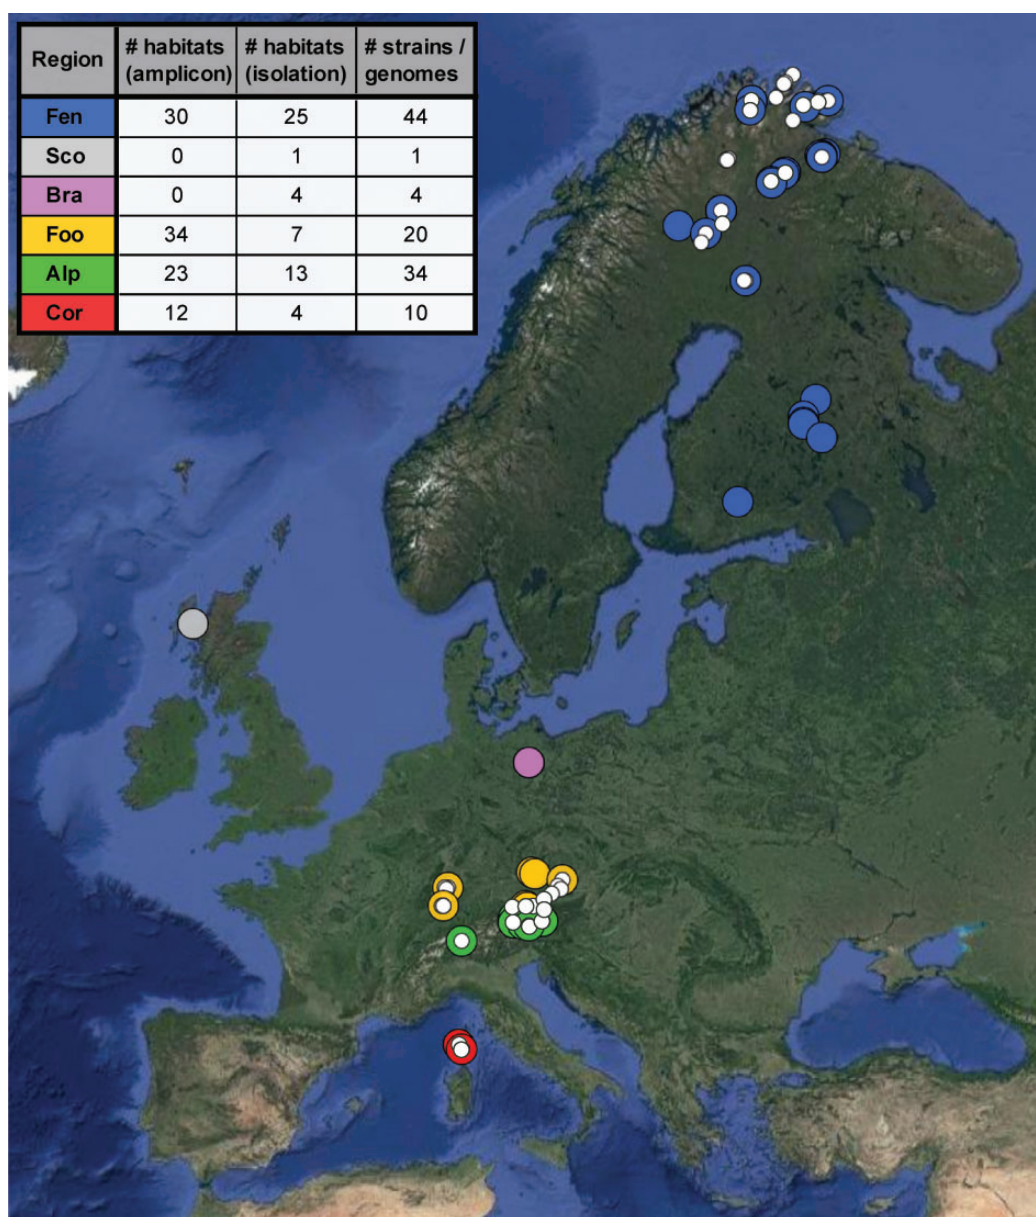 Region # habitats (amplicon) # habitats (isolation) # strains / genomes
Fen 30 25 44
Sco 0 1 1
Bra 0 4 4
Foo 34 7 20
Alp 23 13 34
Cor 12 4 10